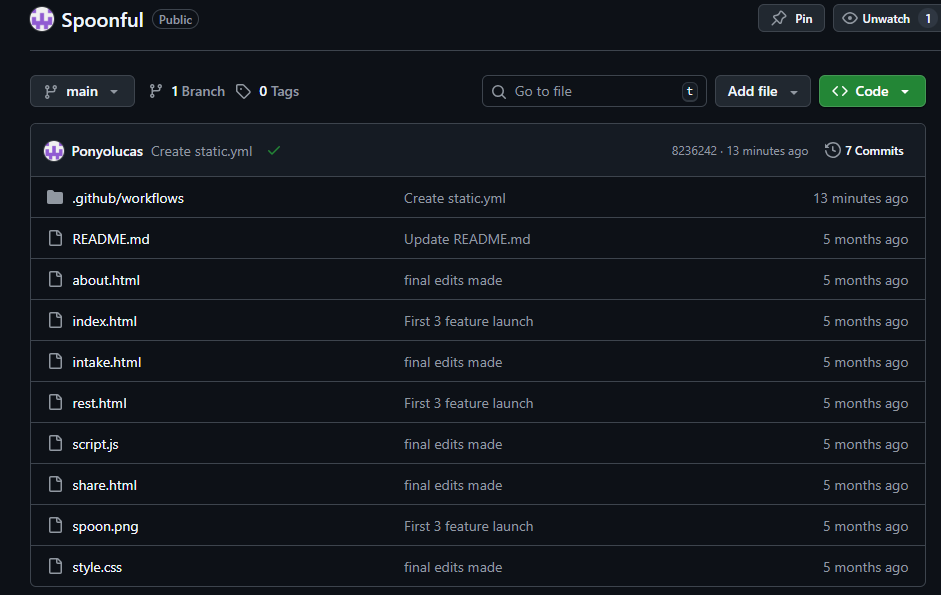 Spoonful Public Pin Unwatch 1
main 1 Branch 0 Tags Go to file t Add file Code
Ponyolucas Create static.yml 8236242 · 13 minutes ago 7 Commits
.github/workflows Create static.yml 13 minutes ago
README.md Update README.md 5 months ago
about.html final edits made 5 months ago
index.html First 3 feature launch 5 months ago
intake.html final edits made 5 months ago
rest.html First 3 feature launch 5 months ago
script.js final edits made 5 months ago
share.html final edits made 5 months ago
spoon.png First 3 feature launch 5 months ago
style.css final edits made 5 months ago